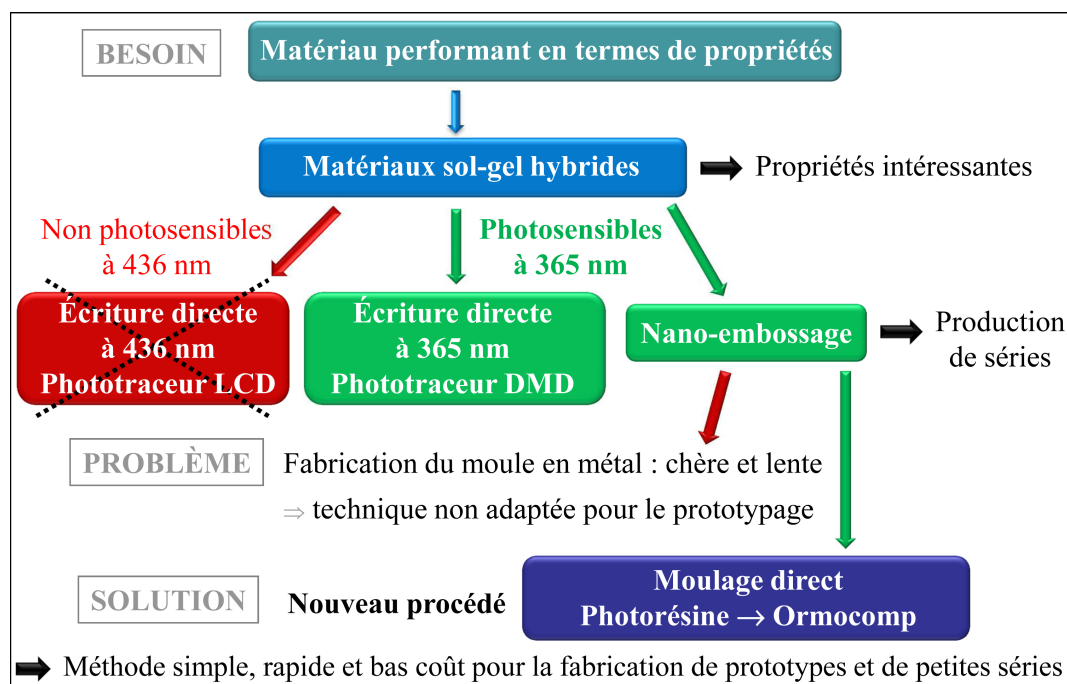 BESOIN
Matériau performant en termes de propriétés
Matériaux sol-gel hybrides
Propriétés intéressantes
Non photosensibles
à 436 nm
Photosensibles
à 365 nm
Écriture directe
à 436 nm
Phototraceur LCD
Écriture directe
à 365 nm
Phototraceur DMD
Nano-embossage
Production
de séries
PROBLÈME
Fabrication du moule en métal : chère et lente
⇒ technique non adaptée pour le prototypage
SOLUTION
Nouveau procédé
Moulage direct
Photorésine → Ormocomp
Méthode simple, rapide et bas coût pour la fabrication de prototypes et de petites séries